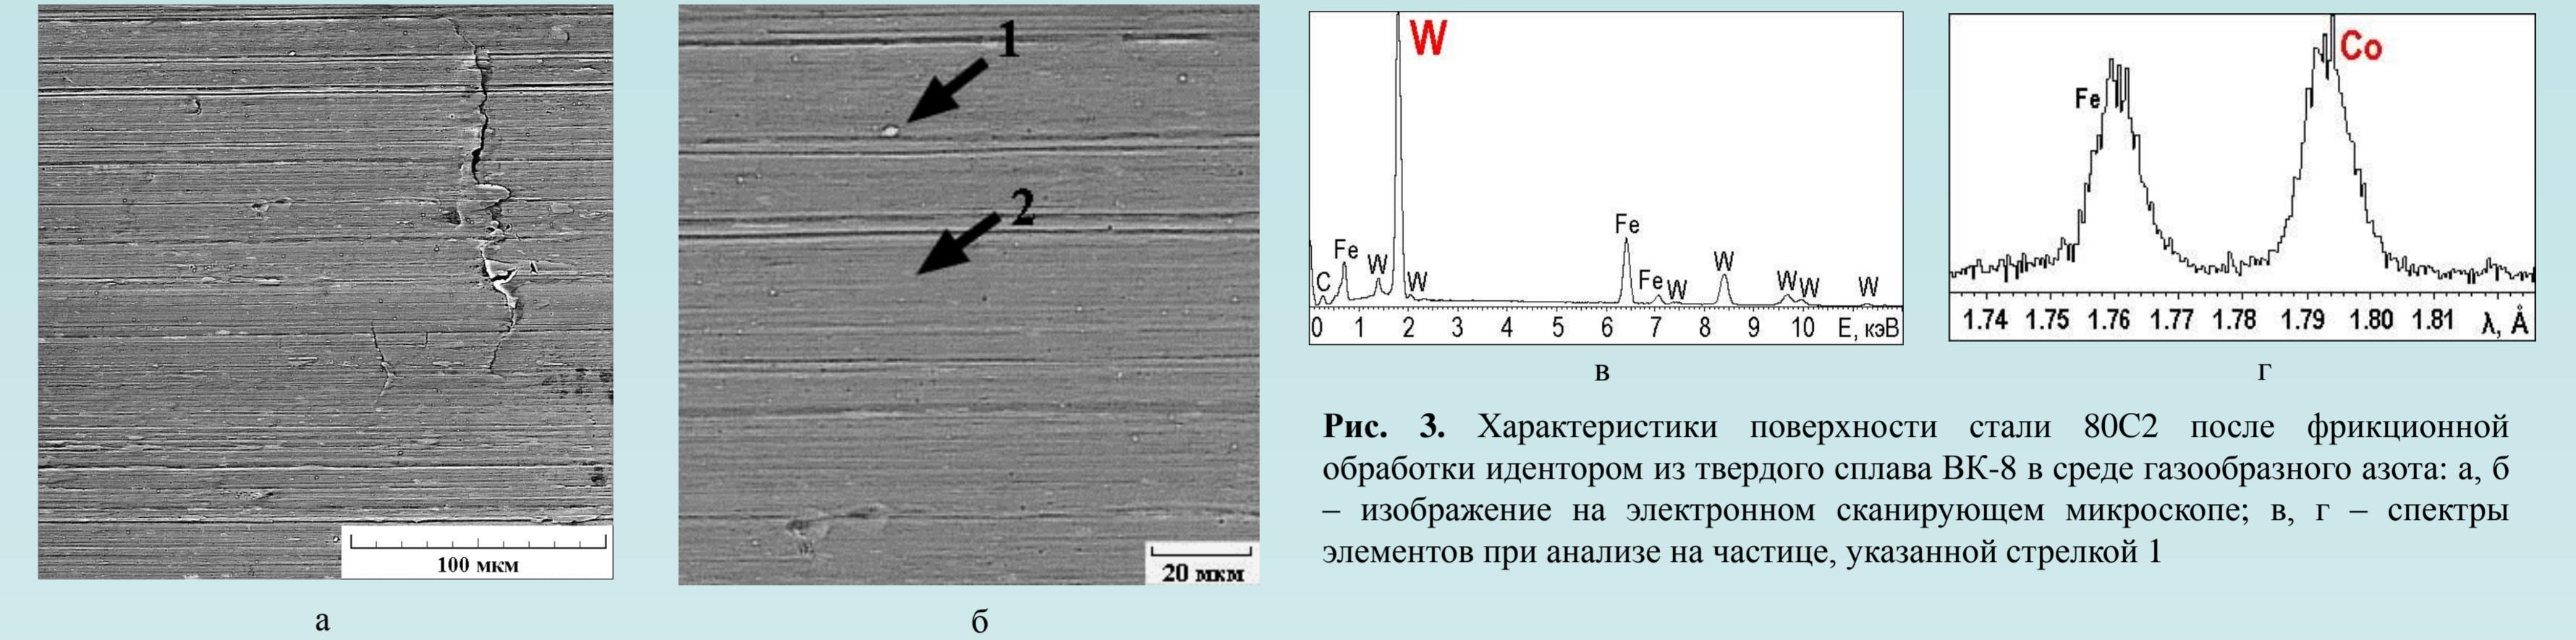 100 мкм
а
1
2
20 мкм
б
W
C
Fe
W
W
Fe
Fe
W
W
W
W
W
0 1 2 3 4 5 6 7 8 9 10 Е, кэВ
в
Fe
Co
1.74 1.75 1.76 1.77 1.78 1.79 1.80 1.81 λ, Å
г
Рис. 3. Характеристики поверхности стали 80С2 после фрикционной
обработки идентором из твердого сплава ВК-8 в среде газообразного азота: а, б
– изображение на электронном сканирующем микроскопе; в, г – спектры
элементов при анализе на частице, указанной стрелкой 1